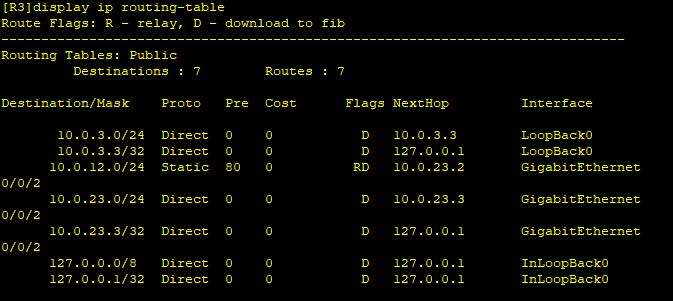 [R3]display ip routing-table
Route Flags: R - relay, D - download to fib
------------------------------------------------------------------------------
Routing Tables: Public
         Destinations : 7        Routes : 7

Destination/Mask    Proto   Pre  Cost      Flags NextHop         Interface

       10.0.3.0/24  Direct  0    0           D   10.0.3.3        LoopBack0
       10.0.3.3/32  Direct  0    0           D   127.0.0.1       LoopBack0
      10.0.12.0/24  Static  80   0          RD   10.0.23.2       GigabitEthernet
0/0/2
      10.0.23.0/24  Direct  0    0           D   10.0.23.3       GigabitEthernet
0/0/2
      10.0.23.3/32  Direct  0    0           D   127.0.0.1       GigabitEthernet
0/0/2
      127.0.0.0/8   Direct  0    0           D   127.0.0.1       InLoopBack0
      127.0.0.1/32  Direct  0    0           D   127.0.0.1       InLoopBack0